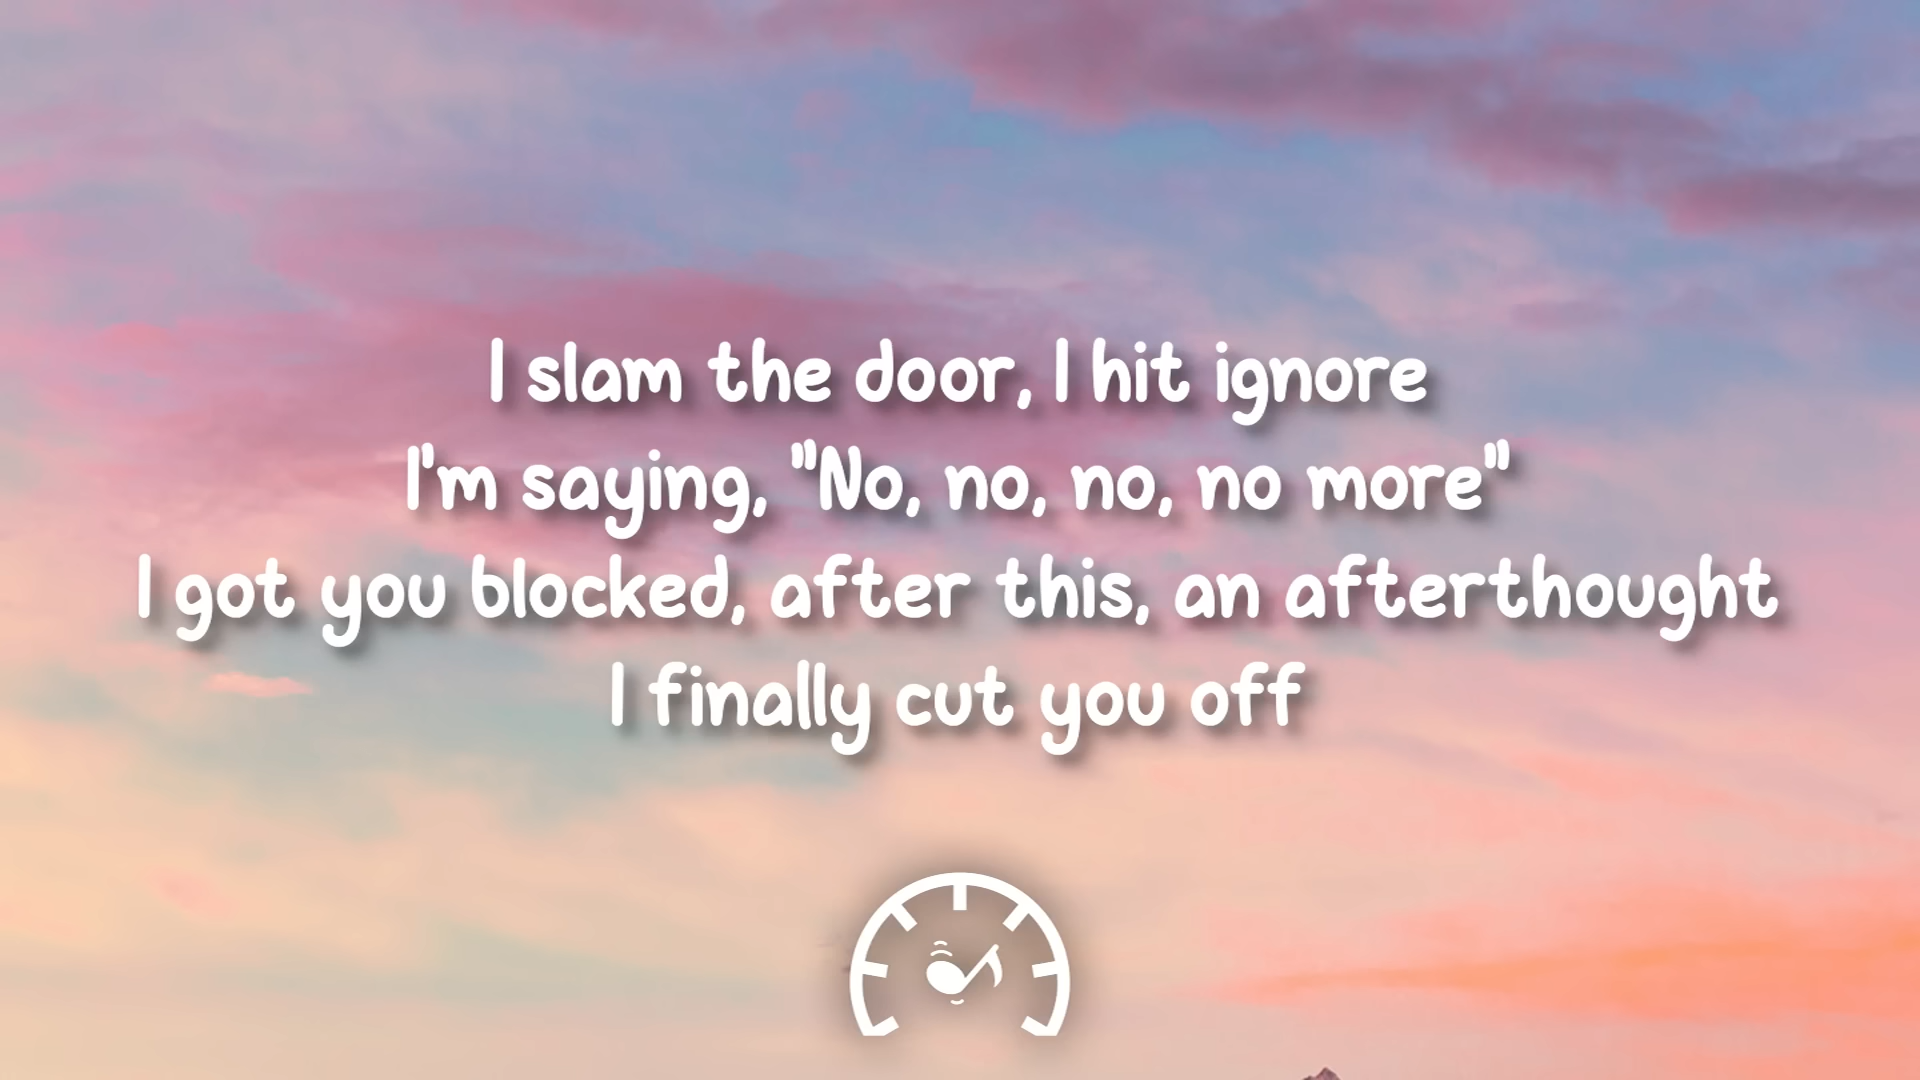 I slam the door, I hit ignore
I'm saying, "No, no, no, no more"
I got you blocked, after this, an afterthought
I finally cut you off